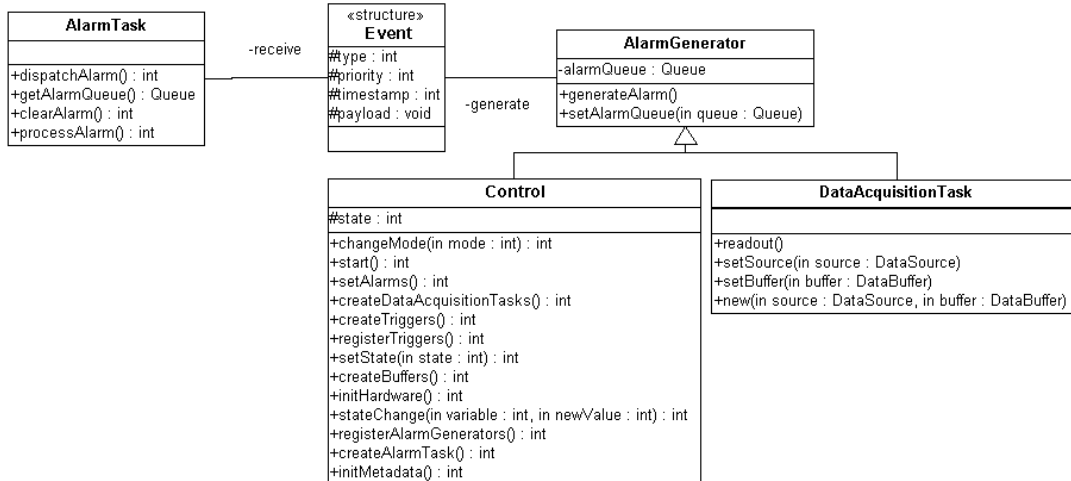 AlarmTask
+dispatchAlarm() : int
+getAlarmQueue() : Queue
+clearAlarm() : int
+processAlarm() : int
-receive
«structure»
Event
#type : int
#priority : int
#timestamp : int
#payload : void
-generate
AlarmGenerator
-alarmQueue : Queue
+generateAlarm()
+setAlarmQueue(in queue : Queue)
Control
#state : int
+changeMode(in mode : int) : int
+start() : int
+setAlarms() : int
+createDataAcquisitionTasks() : int
+createTriggers() : int
+registerTriggers() : int
+setState(in state : int) : int
+createBuffers() : int
+initHardware() : int
+stateChange(in variable : int, in newValue : int) : int
+registerAlarmGenerators() : int
+createAlarmTask() : int
+initMetadata() : int
DataAcquisitionTask
+readout()
+setSource(in source : DataSource)
+setBuffer(in buffer : DataBuffer)
+new(in source : DataSource, in buffer : DataBuffer)